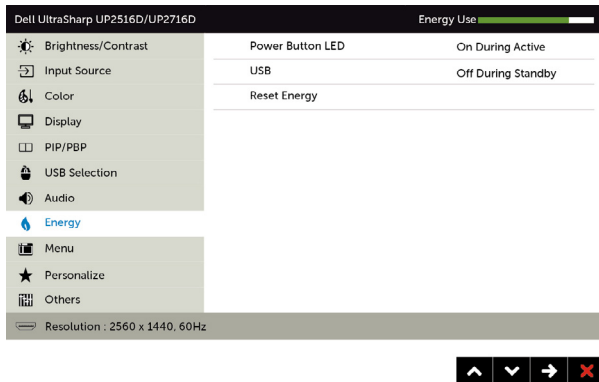 Dell UltraSharp UP2516D/UP2716D Energy Use
Brightness/Contrast Power Button LED On During Active
Input Source USB Off During Standby
Color Reset Energy
Display
PIP/PBP
USB Selection
Audio
Energy
Menu
Personalize
Others
Resolution : 2560 x 1440, 60Hz